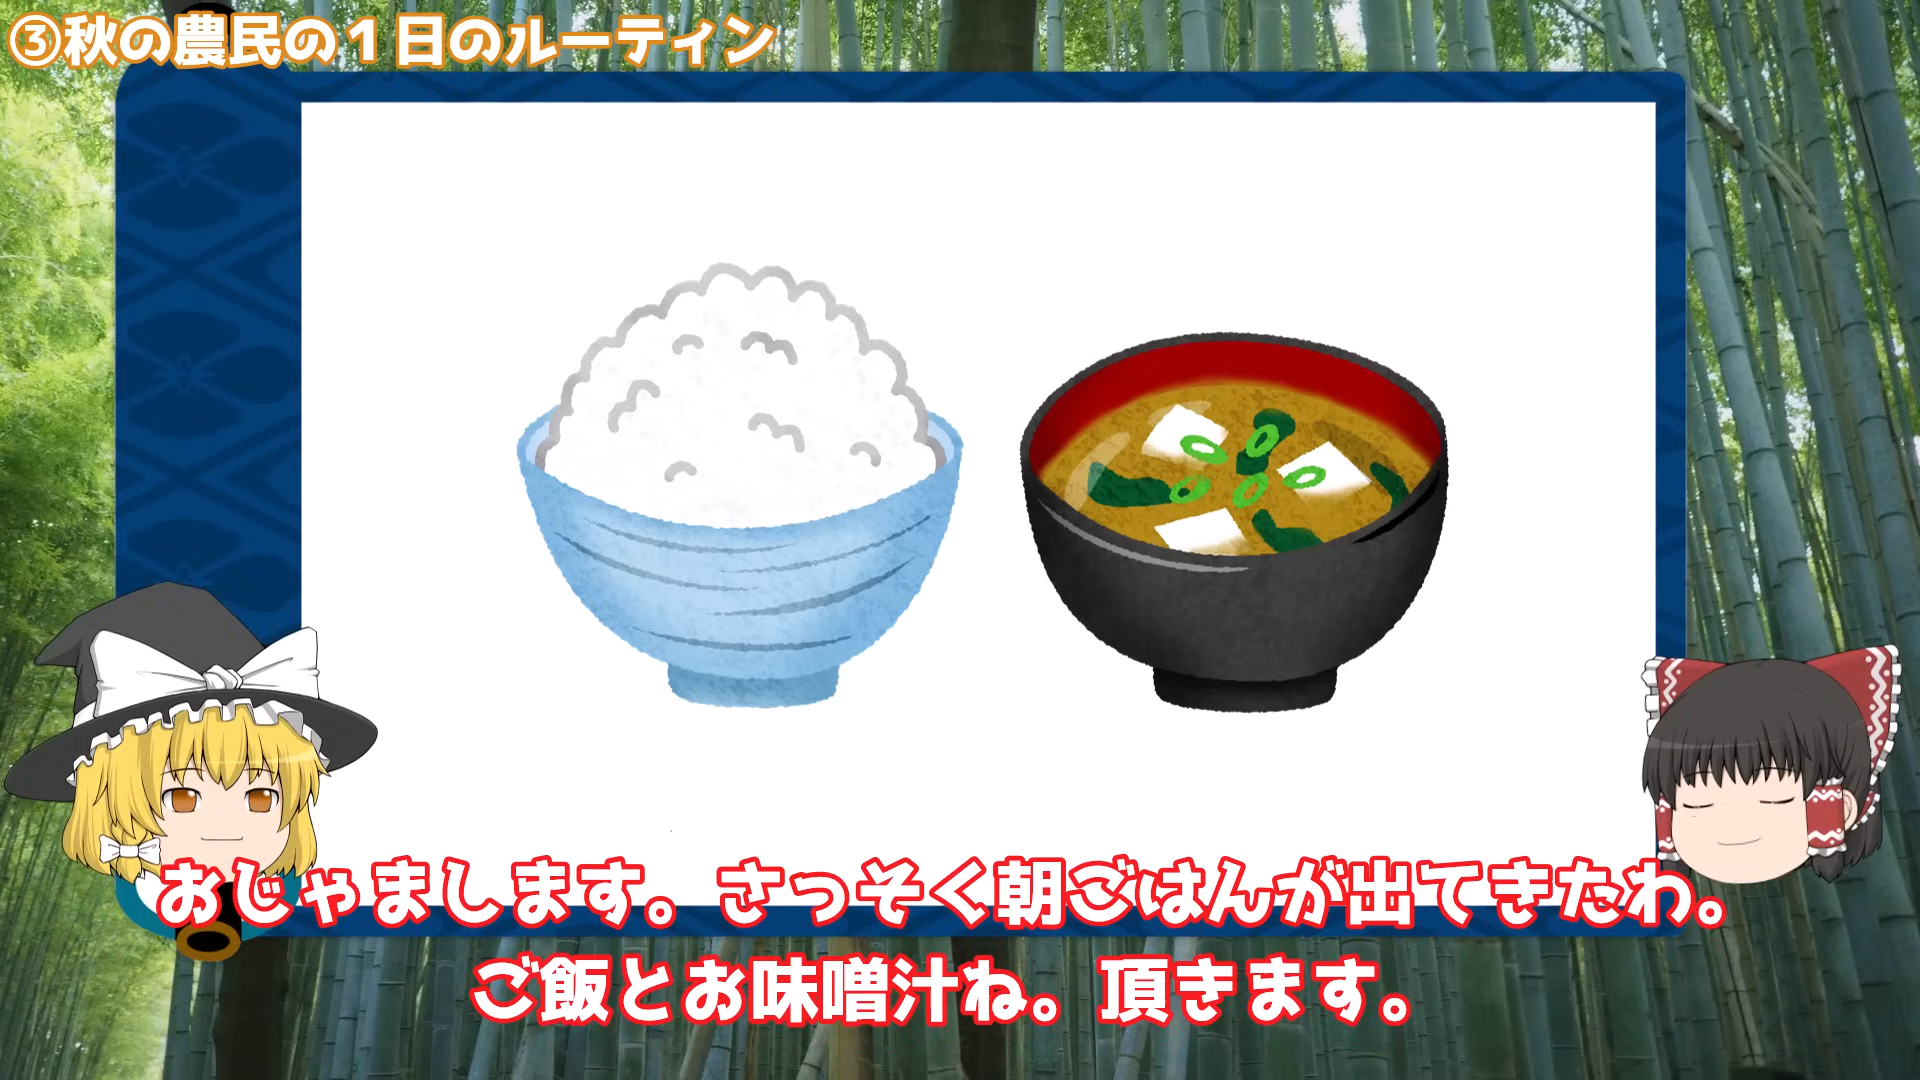 ③秋の農民の１日のルーティン
おじゃまします。さっそく朝ごはんが出てきたわ。
ご飯とお味噌汁ね。頂きます。